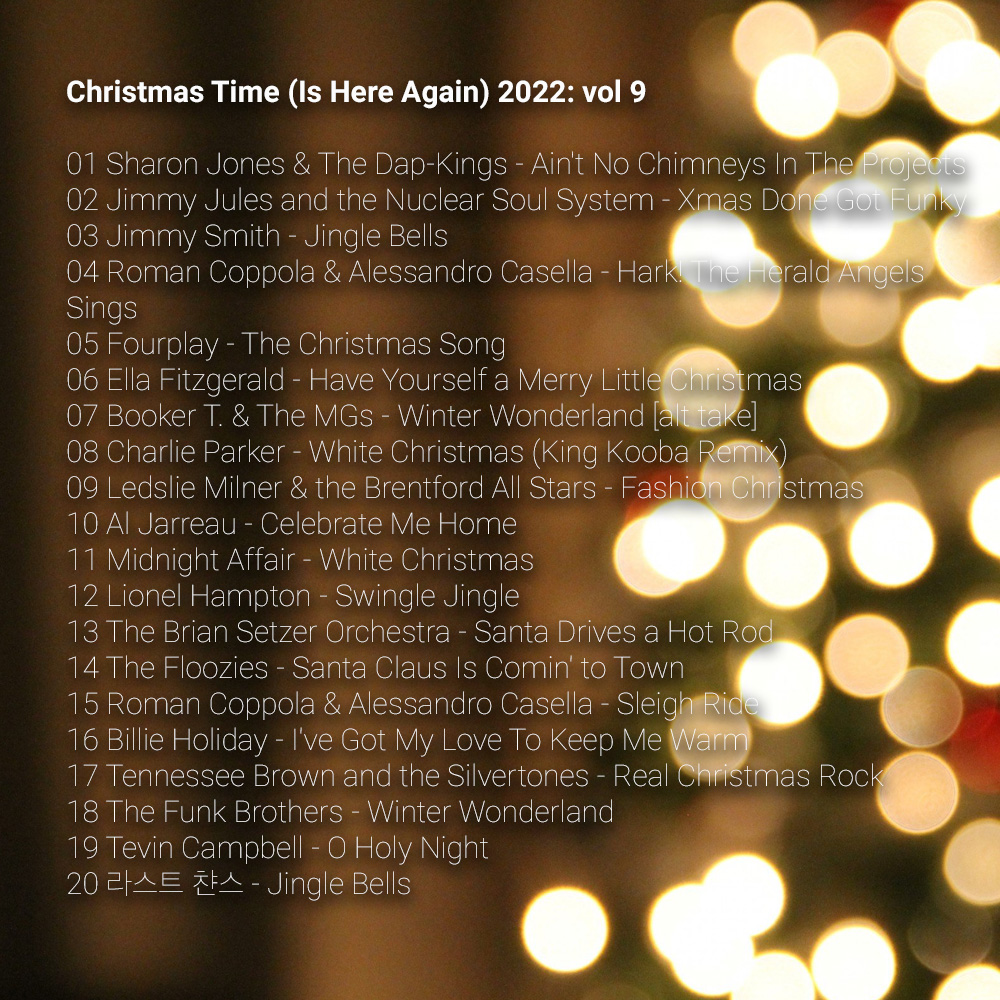 Christmas Time (Is Here Again) 2022: vol 9
01 Sharon Jones & The Dap-Kings - Ain't No Chimneys In The Projects
02 Jimmy Jules and the Nuclear Soul System - Xmas Done Got Funky
03 Jimmy Smith - Jingle Bells
04 Roman Coppola & Alessandro Casella - Hark! The Herald Angels
Sings
05 Fourplay - The Christmas Song
06 Ella Fitzgerald - Have Yourself a Merry Little Christmas
07 Booker T. & The MGs - Winter Wonderland [alt take]
08 Charlie Parker - White Christmas (King Kooba Remix)
09 Ledslie Milner & the Brentford All Stars - Fashion Christmas
10 Al Jarreau - Celebrate Me Home
11 Midnight Affair - White Christmas
12 Lionel Hampton - Swingle Jingle
13 The Brian Setzer Orchestra - Santa Drives a Hot Rod
14 The Floozies - Santa Claus Is Comin' to Town
15 Roman Coppola & Alessandro Casella - Sleigh Ride
16 Billie Holiday - I've Got My Love To Keep Me Warm
17 Tennessee Brown and the Silvertones - Real Christmas Rock
18 The Funk Brothers - Winter Wonderland
19 Tevin Campbell - O Holy Night
20 라스트 챤스 - Jingle Bells